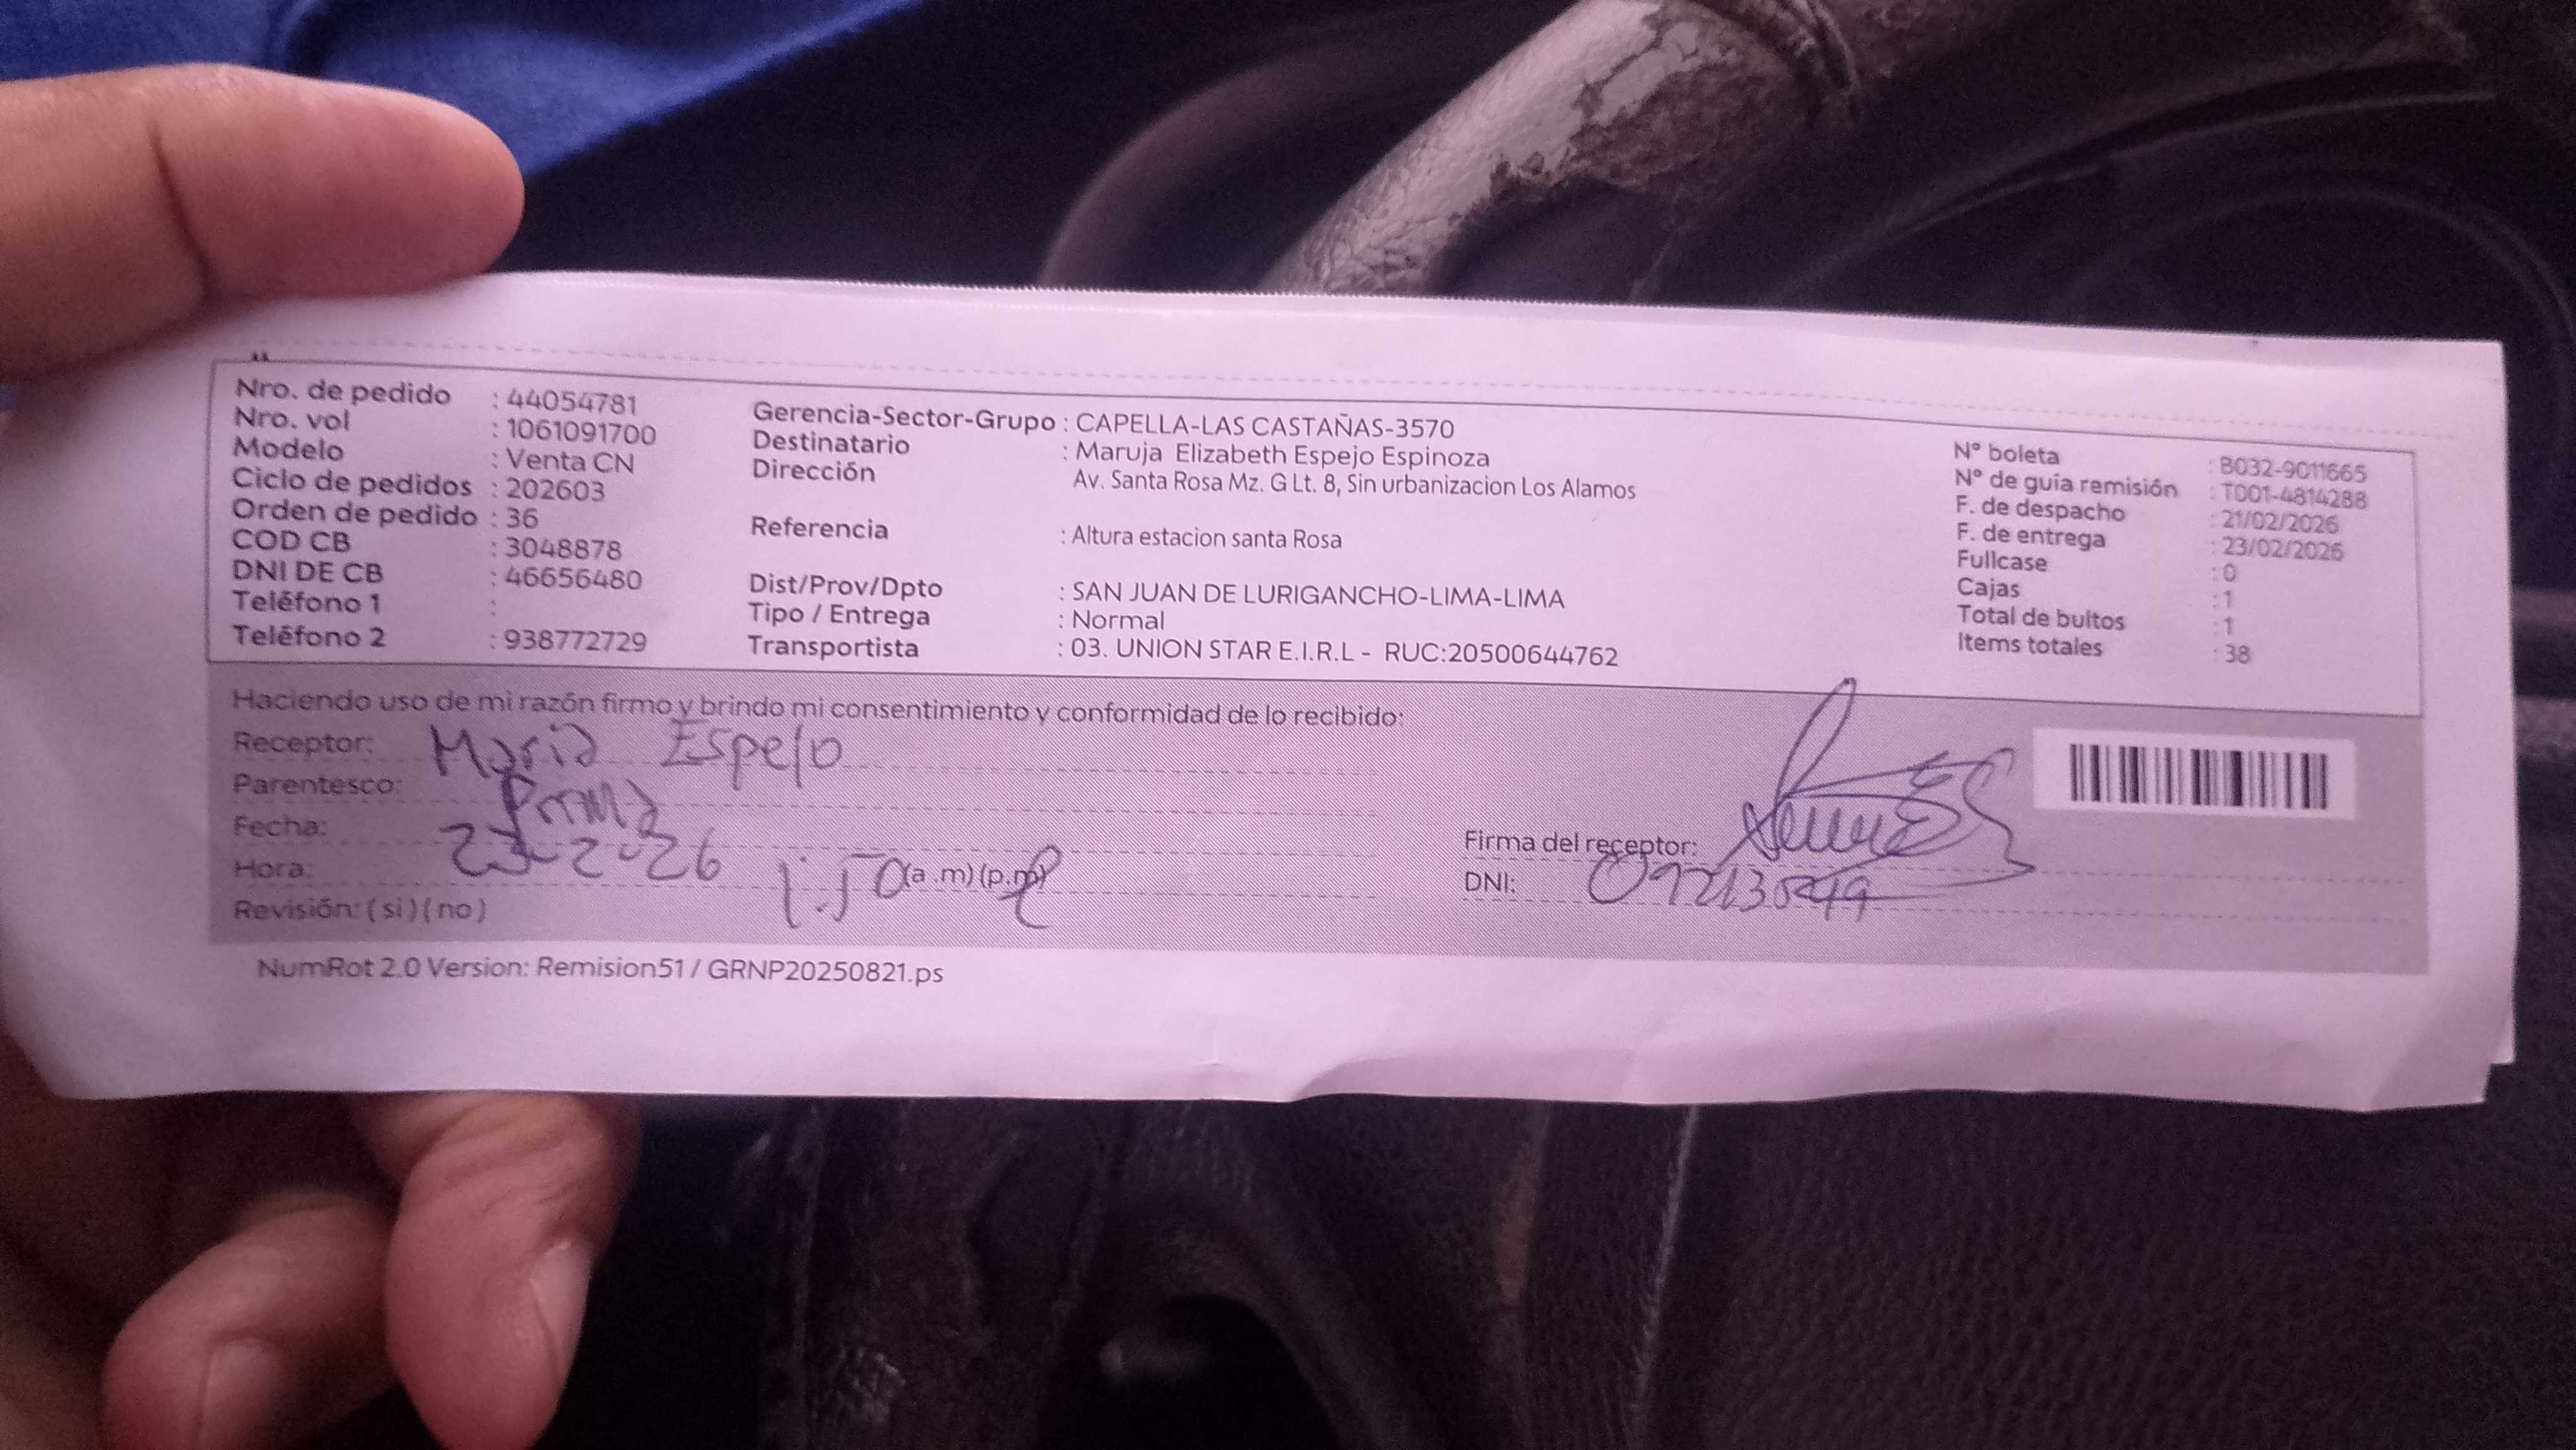 Nro. de pedido : 44054781
Nro. vol : 1061091700
Modelo : Venta CN
Ciclo de pedidos : 202603
Orden de pedido : 36
COD CB : 3048878
DNI DE CB : 46656480
Teléfono 1 :
Teléfono 2 : 938772729
Gerencia-Sector-Grupo : CAPELLA-LAS CASTAÑAS-3570
Destinatario : Maruja Elizabeth Espejo Espinoza
Dirección Av. Santa Rosa Mz. G Lt. 8, Sin urbanizacion Los Alamos
Referencia : Altura estacion santa Rosa
Dist/Prov/Dpto : SAN JUAN DE LURIGANCHO-LIMA-LIMA
Tipo / Entrega : Normal
Transportista : 03. UNION STAR E.I.R.L - RUC:20500644762
N° boleta : B032-9011665
N° de guia remisión : T001-4814288
F. de despacho : 21/02/2026
F. de entrega : 23/02/2026
Fullcase : 0
Cajas : 1
Total de bultos : 1
Items totales : 38
Haciendo uso de mi razón firmo y brindo mi consentimiento y conformidad de lo recibido:
Receptor: Maria Espejo
Parentesco: Prima
Fecha: 23-2-26
Hora: 1:50 (a .m) (p.m)
Revisión: ( si ) ( no )
Firma del receptor:
DNI:
NumRot 2.0 Version: Remision51 / GRNP20250821.ps